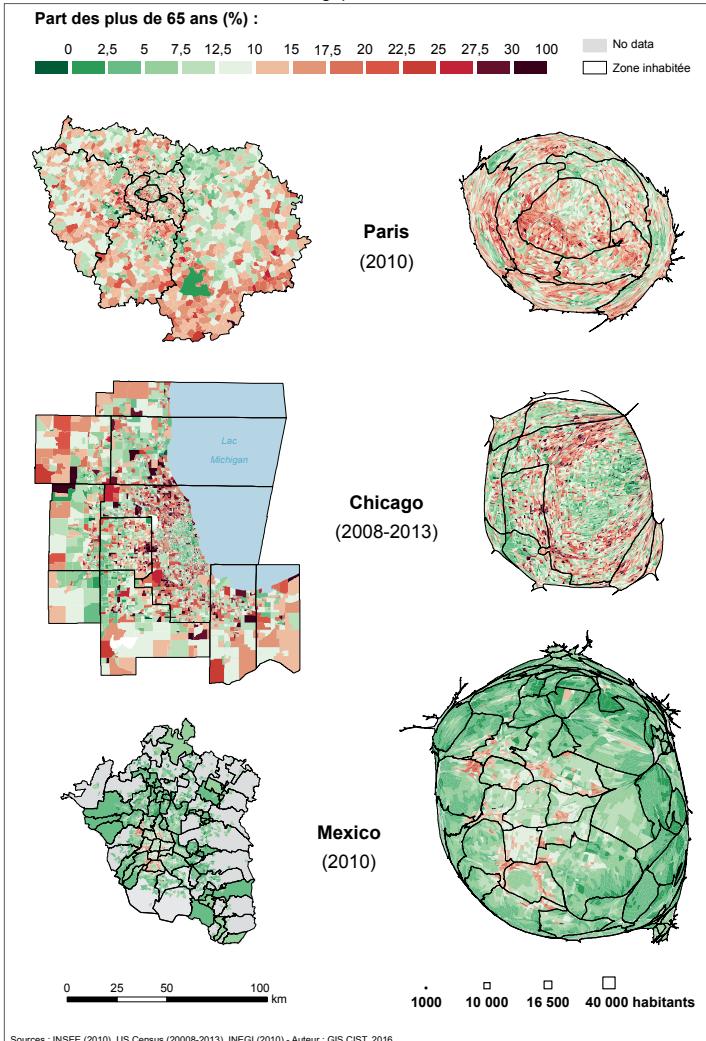 Part des plus de 65 ans (%) :
0 2,5 5 7,5 12,5 10 15 17,5 20 22,5 25 27,5 30 100
No data
Zone inhabitée
Paris
(2010)
Lac
Michigan
Chicago
(2008-2013)
Mexico
(2010)
0 25 50 100
km
1000 10 000 16 500 40 000 habitants
Sources : INSEE (2010), US Census (20008-2013), INEGI (2010) - Auteur : GIS CIST, 2016